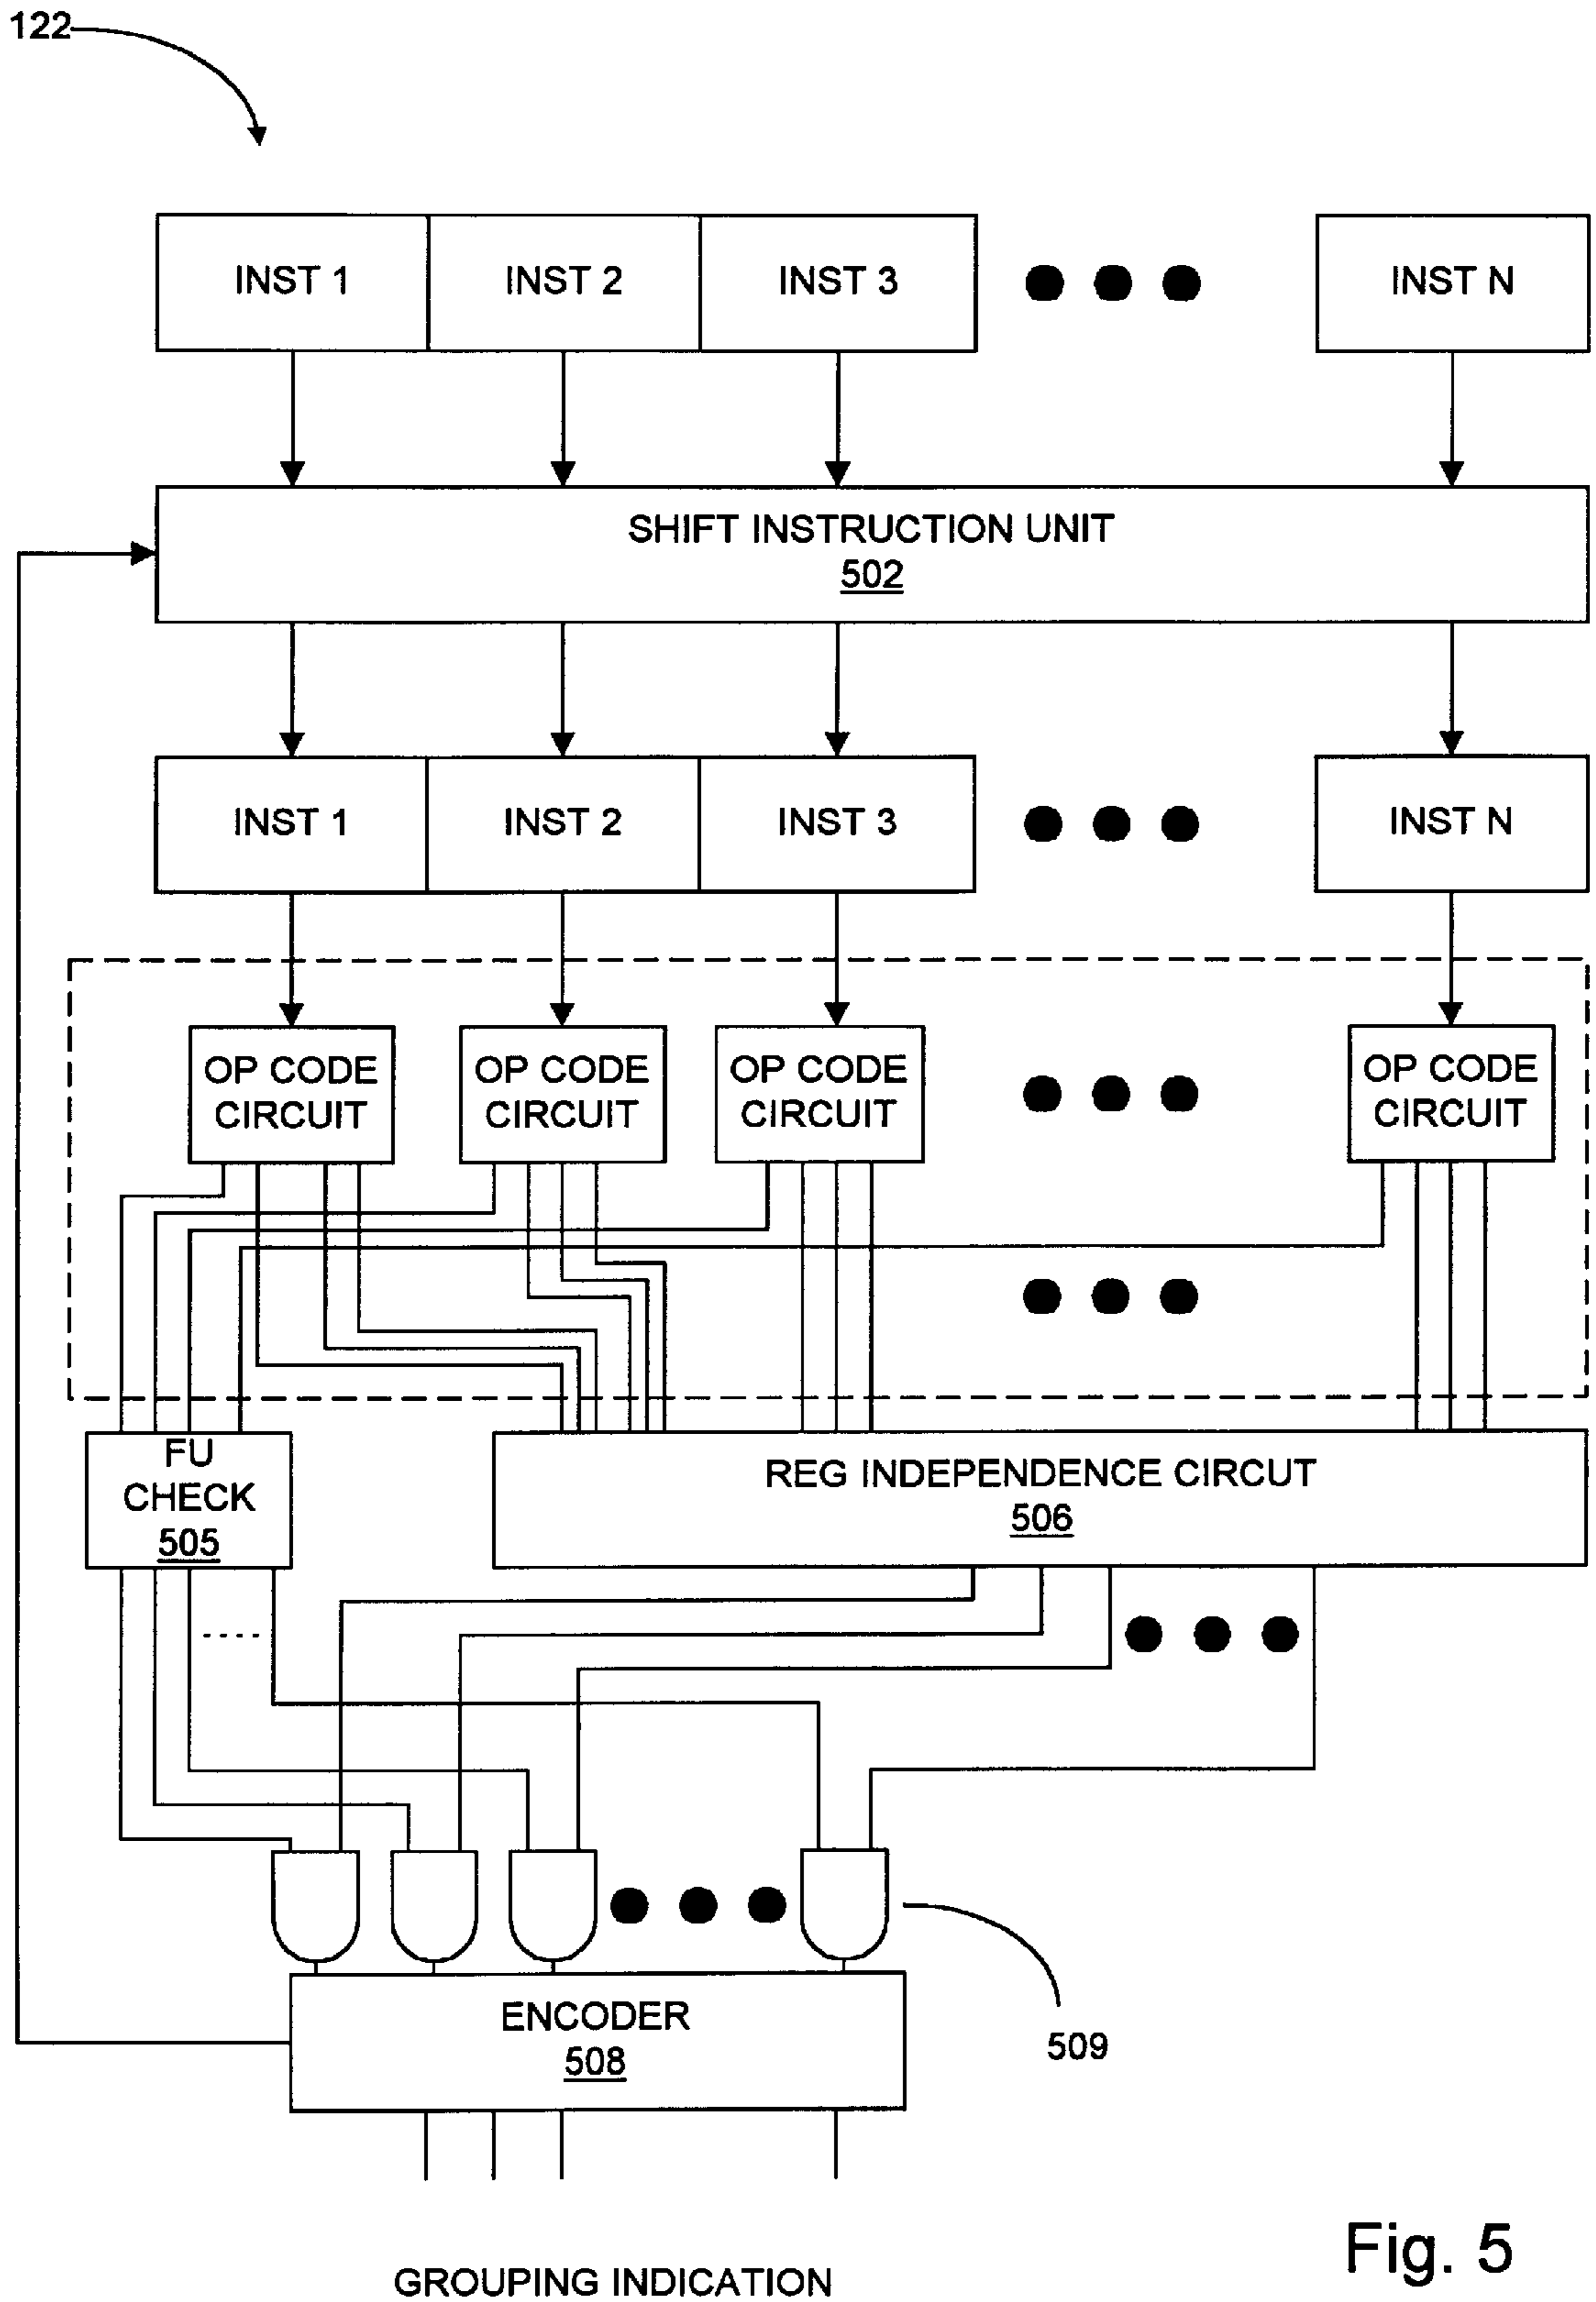 122
INST 1 INST 2 INST 3 INST N
SHIFT INSTRUCTION UNIT
502
INST 1 INST 2 INST 3 INST N
OP CODE CIRCUIT
OP CODE CIRCUIT
OP CODE CIRCUIT
OP CODE CIRCUIT
FU
CHECK
505
REG INDEPENDENCE CIRCUT
506
ENCODER
508
509
GROUPING INDICATION
Fig. 5